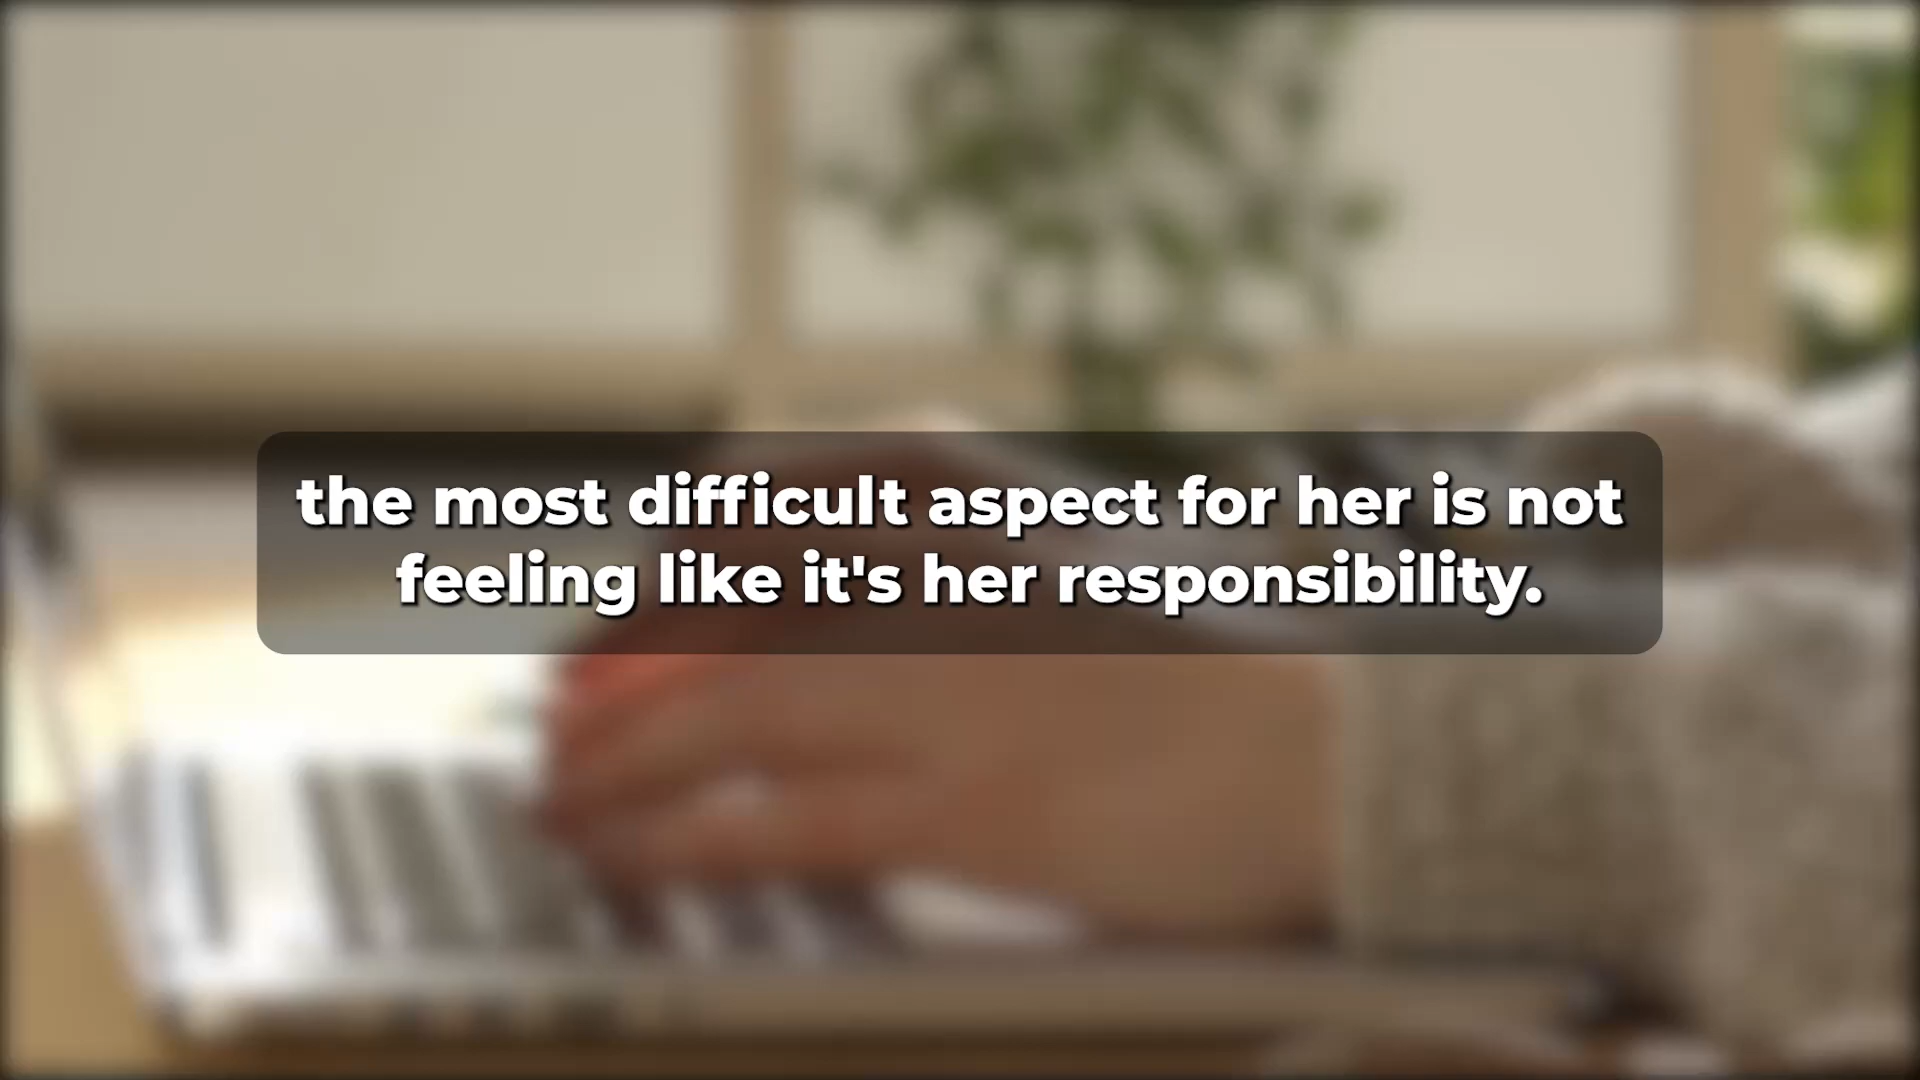 the most difficult aspect for her is not
feeling like it's her responsibility.